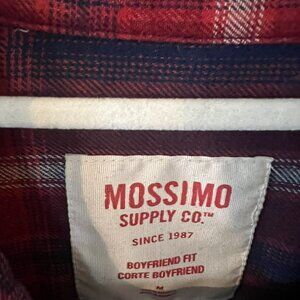 MOSSIMO
SUPPLY CO.™
SINCE 1987
BOYFRIEND FIT
CORTE BOYFRIEND
M